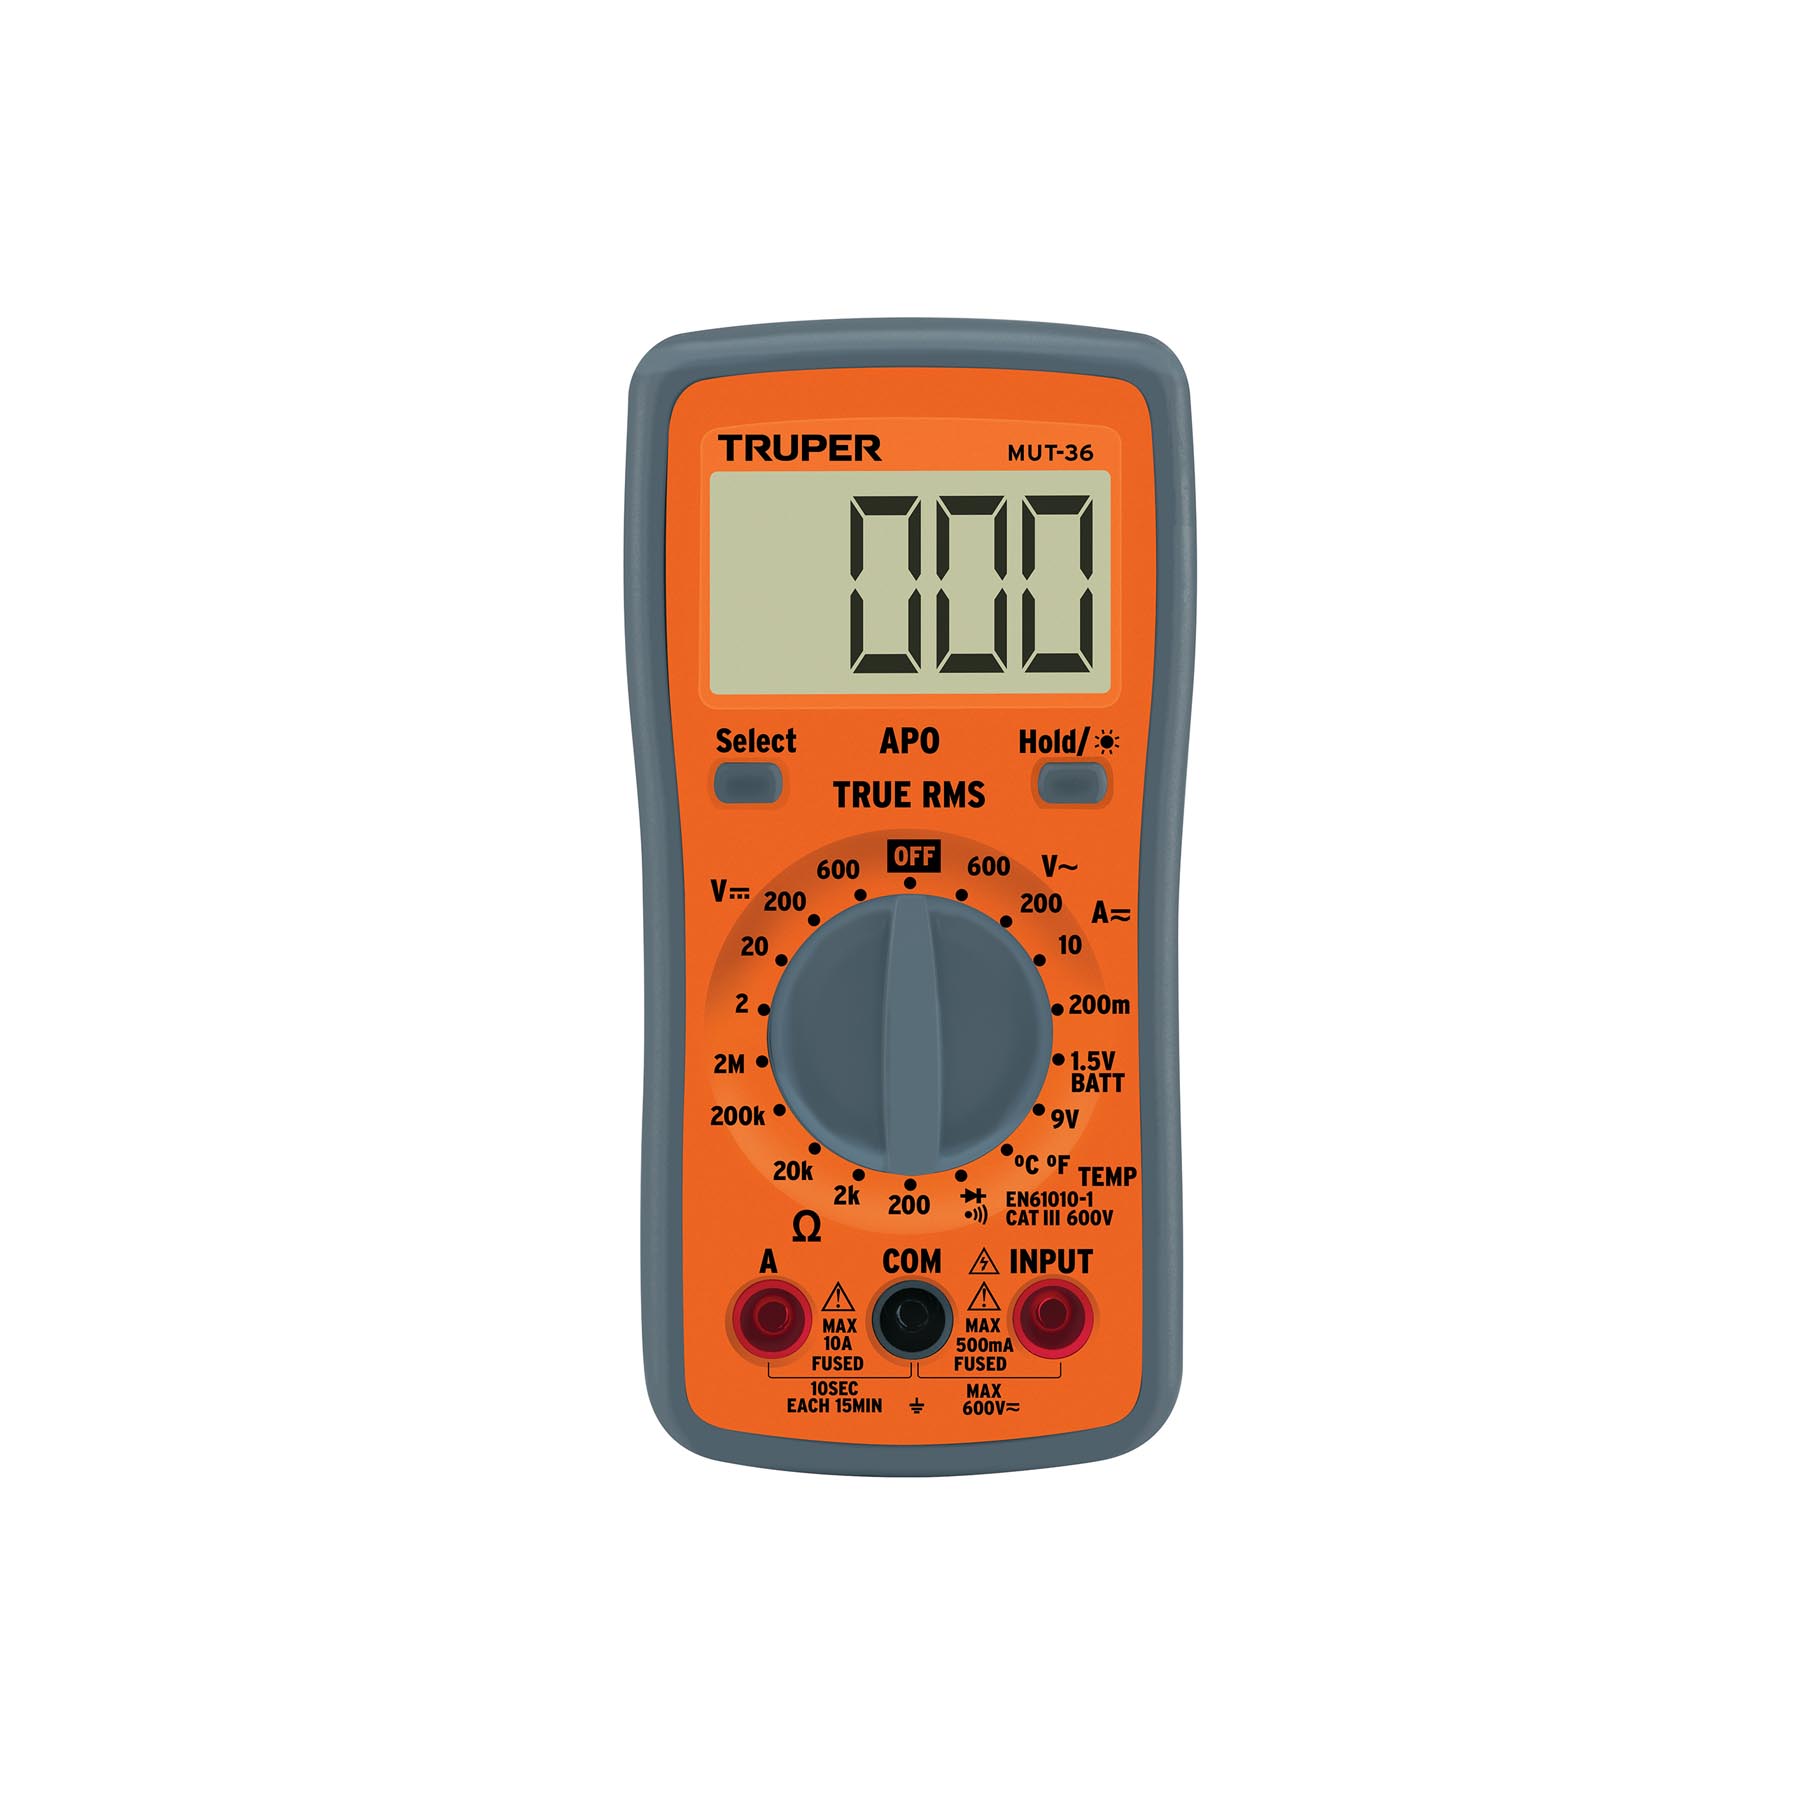 TRUPER MUT-36
000
Select APO Hold/
TRUE RMS
OFF
600 600 V~
V⎓ 200 200 A≂
20 10
2 200m
2M 1.5V
BATT
200k 9V
20k °C °F TEMP
2k 200 EN61010-1
CAT III 600V
Ω
A COM INPUT
MAX
10A
FUSED
MAX
500mA
FUSED
10SEC
EACH 15MIN
MAX
600V≂